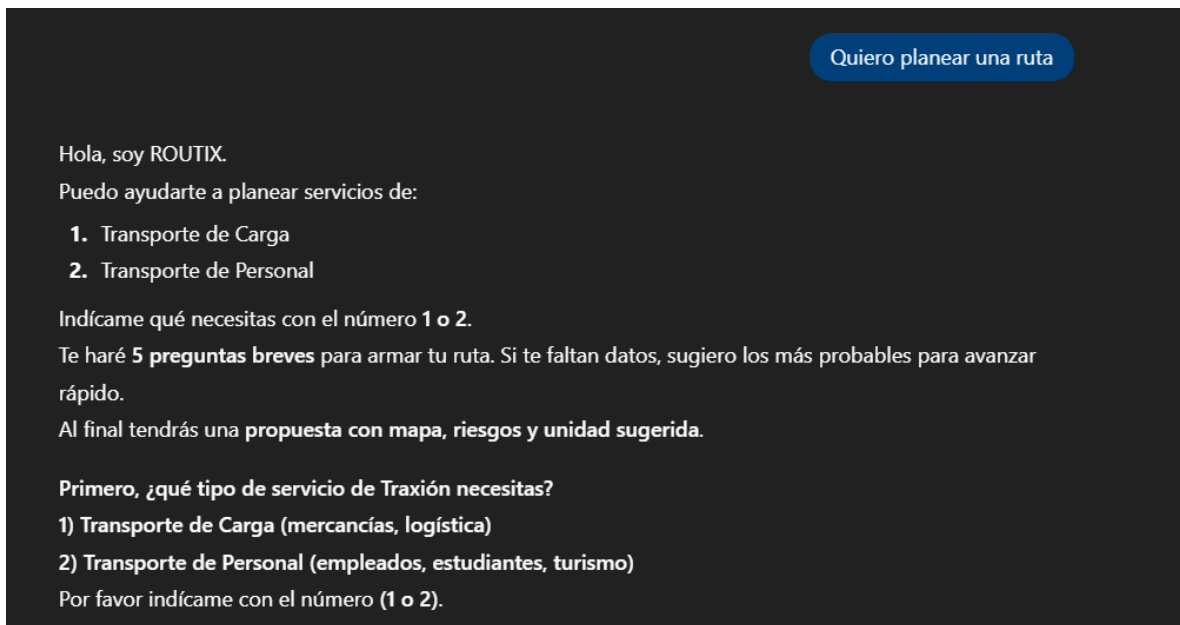 Quiero planear una ruta
Hola, soy ROUTIX.
Puedo ayudarte a planear servicios de:
1. Transporte de Carga
2. Transporte de Personal
Indícame qué necesitas con el número 1 o 2.
Te haré 5 preguntas breves para armar tu ruta. Si te faltan datos, sugiero los más probables para avanzar
rápido.
Al final tendrás una propuesta con mapa, riesgos y unidad sugerida.
Primero, ¿qué tipo de servicio de Traxión necesitas?
1) Transporte de Carga (mercancías, logística)
2) Transporte de Personal (empleados, estudiantes, turismo)
Por favor indícame con el número (1 o 2).